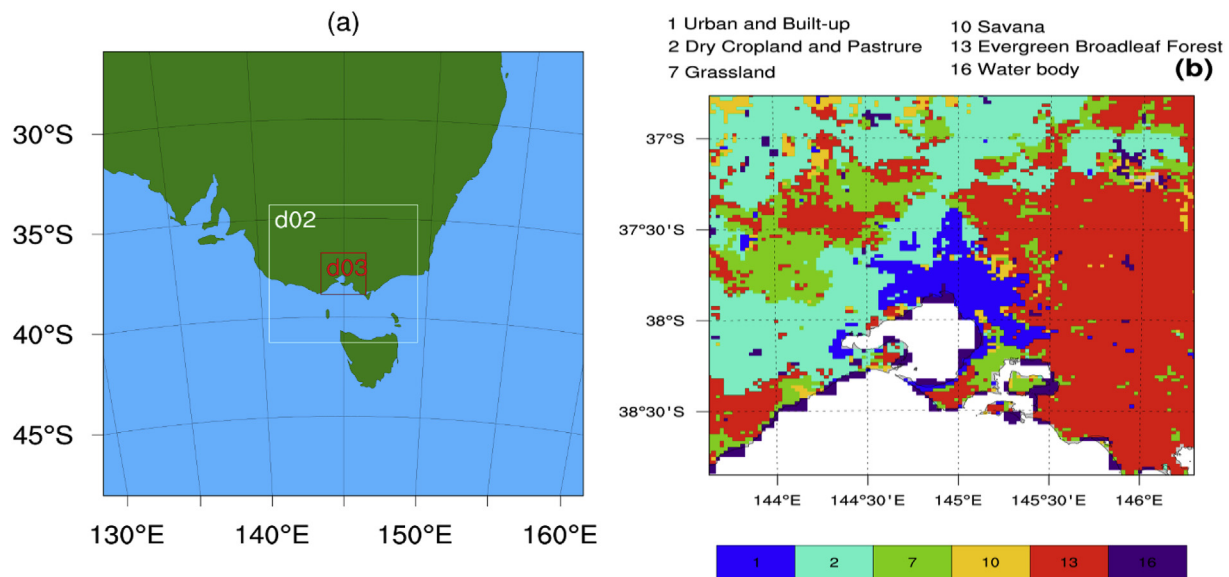 (a)
30°S
35°S
40°S
45°S
130°E 140°E 150°E 160°E
d02
d03
1 Urban and Built-up 10 Savana
2 Dry Cropland and Pastrure 13 Evergreen Broadleaf Forest
7 Grassland 16 Water body (b)
37°S
37°30'S
38°S
38°30'S
144°E 144°30'E 145°E 145°30'E 146°E
1 2 7 10 13 16